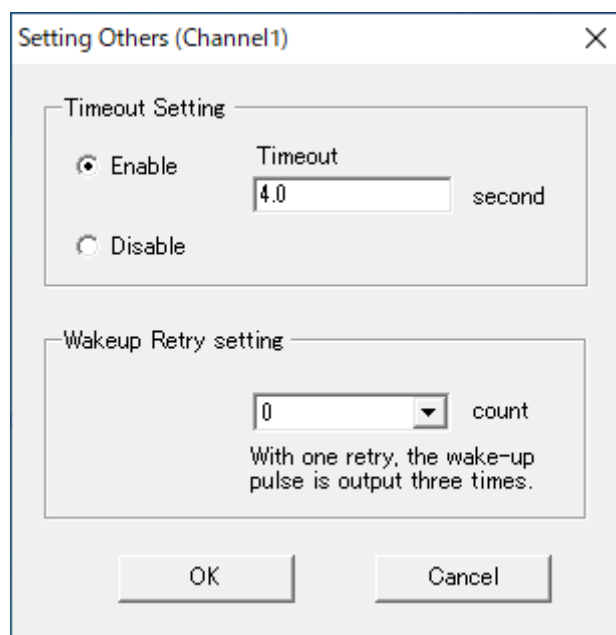 Setting Others (Channel1)
Timeout Setting
Enable
Timeout
4.0
second
Disable
Wakeup Retry setting
0
count
With one retry, the wake-up
pulse is output three times.
OK
Cancel